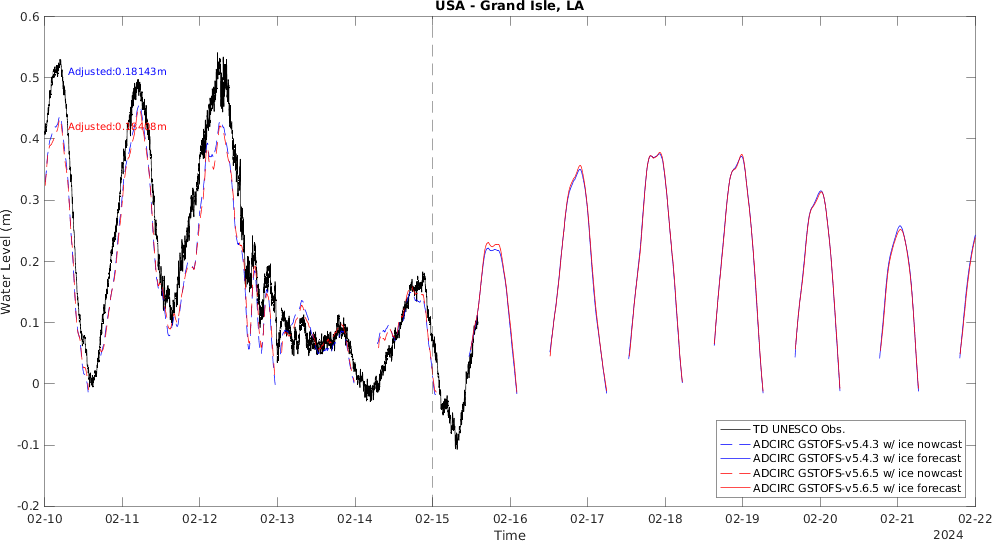 USA - Grand Isle, LA
0.6
0.5
0.4
0.3
0.2
0.1
0
-0.1
-0.2
Water Level (m)
Adjusted:0.18143m
TD UNESCO Obs.
ADCIRC GSTOFS-v5.4.3 w/ ice nowcast
ADCIRC GSTOFS-v5.4.3 w/ ice forecast
ADCIRC GSTOFS-v5.6.5 w/ ice nowcast
ADCIRC GSTOFS-v5.6.5 w/ ice forecast
02-10 02-11 02-12 02-13 02-14 02-15 02-16 02-17 02-18 02-19 02-20 02-21 02-22
Time
2024